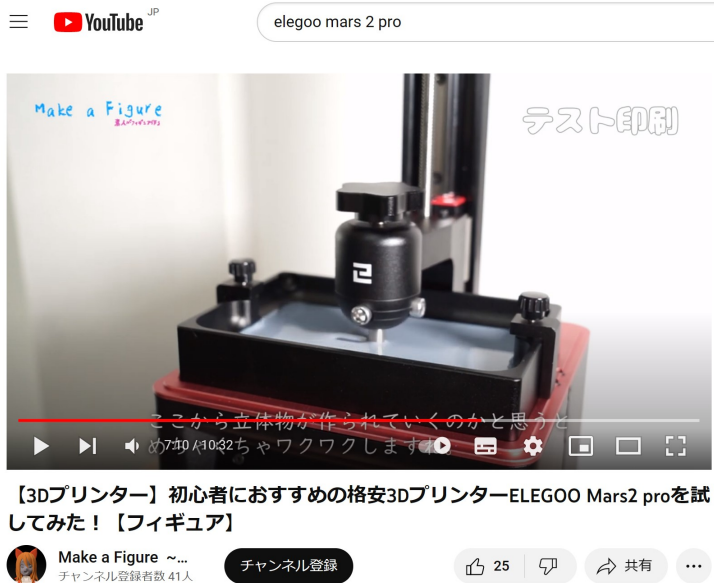 YouTube JP
elegoo mars 2 pro
Make a Figure
テスト印刷
ここから立体物が作られていくのかと思うと
めちゃくちゃワクワクしますね
7:10 / 10:32
【3Dプリンター】初心者におすすめの格安3DプリンターELEGOO Mars2 proを試
してみた！【フィギュア】
Make a Figure ~...
チャンネル登録者数 41人
チャンネル登録
25
共有